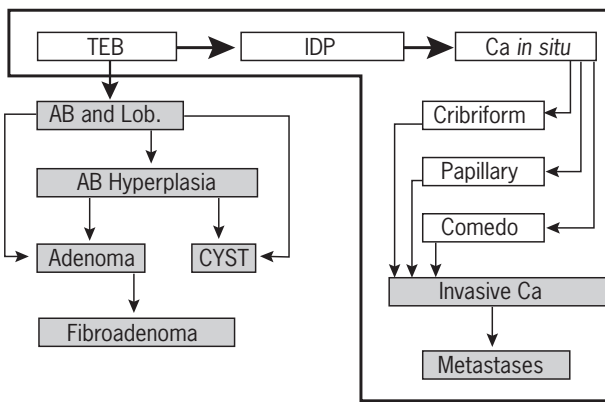 TEB
IDP
Ca in situ
AB and Lob.
Cribriform
AB Hyperplasia
Papillary
Adenoma
CYST
Comedo
Invasive Ca
Fibroadenoma
Metastases